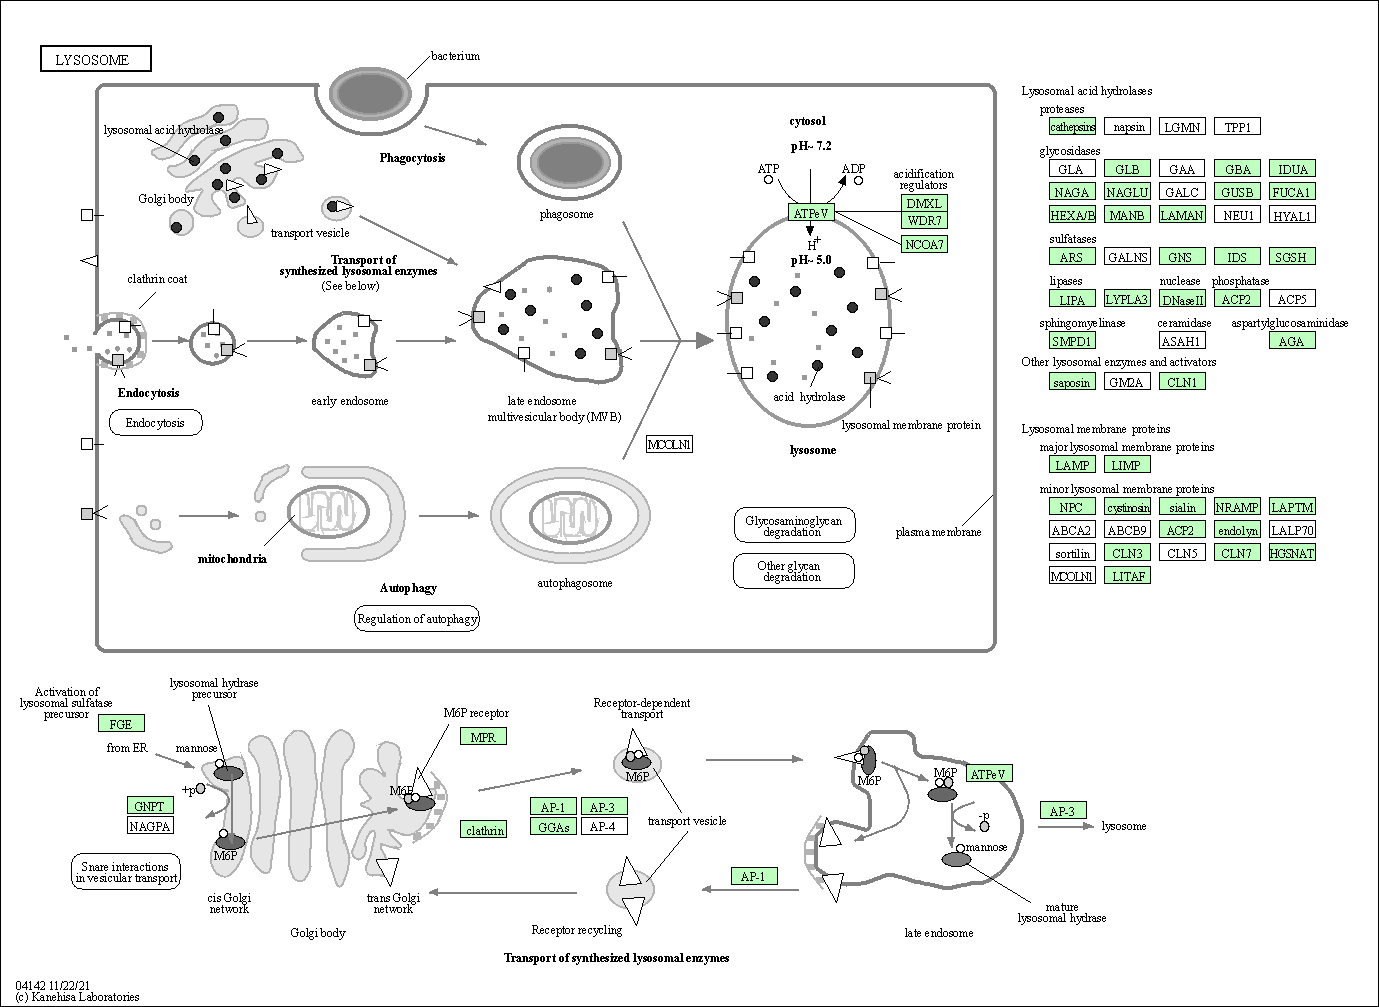 LYSOSOME
bacterium
lysosomal acid hydrolase
Golgi body
Phagocytosis
phagosome
transport vesicle
Transport of
synthesized lysosomal enzymes
(See below)
clathrin coat
Endocytosis
Endocytosis
early endosome
late endosome
multivesicular body (MVB)
cytosol
pH~ 7.2
ATP
ADP
ATPeV
H+
pH~ 5.0
acidification
regulators
DMXL
WDR7
NCOA7
acid hydrolase
lysosomal membrane protein
lysosome
MCOLN1
mitochondria
Autophagy
Regulation of autophagy
autophagosome
Glycosaminoglycan
degradation
Other glycan
degradation
plasma membrane
Lysosomal acid hydrolases
proteases
cathepsins napsin LGMN TPP1
glycosidases
GLA GLB GAA GBA IDUA
NAGA NAGLU GALC GUSB FUCA1
HEXA/B MANB LAMAN NEU1 HYAL1
sulfatases
ARS GALNS GNS IDS SGSH
lipases nuclease phosphatase
LIPA LYPLA3 DNaseII ACP2 ACP5
sphingomyelinase ceramidase aspartylglucosaminidase
SMPD1 ASAH1 AGA
Other lysosomal enzymes and activators
saposin GM2A CLN1
Lysosomal membrane proteins
major lysosomal membrane proteins
LAMP LIMP
minor lysosomal membrane proteins
NPC cystinosin sialin NRAMP LAPTM
ABCA2 ABCB9 ACP2 endolyn LALP70
sortilin CLN3 CLN5 CLN7 HGSNAT
MCOLN1 LITAF
Activation of
lysosomal sulfatase
precursor
FGE
from ER
lysosomal hydrase
precursor
mannose
+p
GNPT
NAGPA
M6P
Snare interactions
in vesicular transport
cis Golgi
network
Golgi body
trans Golgi
network
M6P
M6P receptor
MPR
clathrin
AP-1 AP-3
GGAs AP-4
Receptor-dependent
transport
M6P
transport vesicle
Receptor recycling
AP-1
M6P
M6P
ATPeV
-p
mannose
AP-3
lysosome
mature
lysosomal hydrase
late endosome
Transport of synthesized lysosomal enzymes
04142 11/22/21
(c) Kanehisa Laboratories